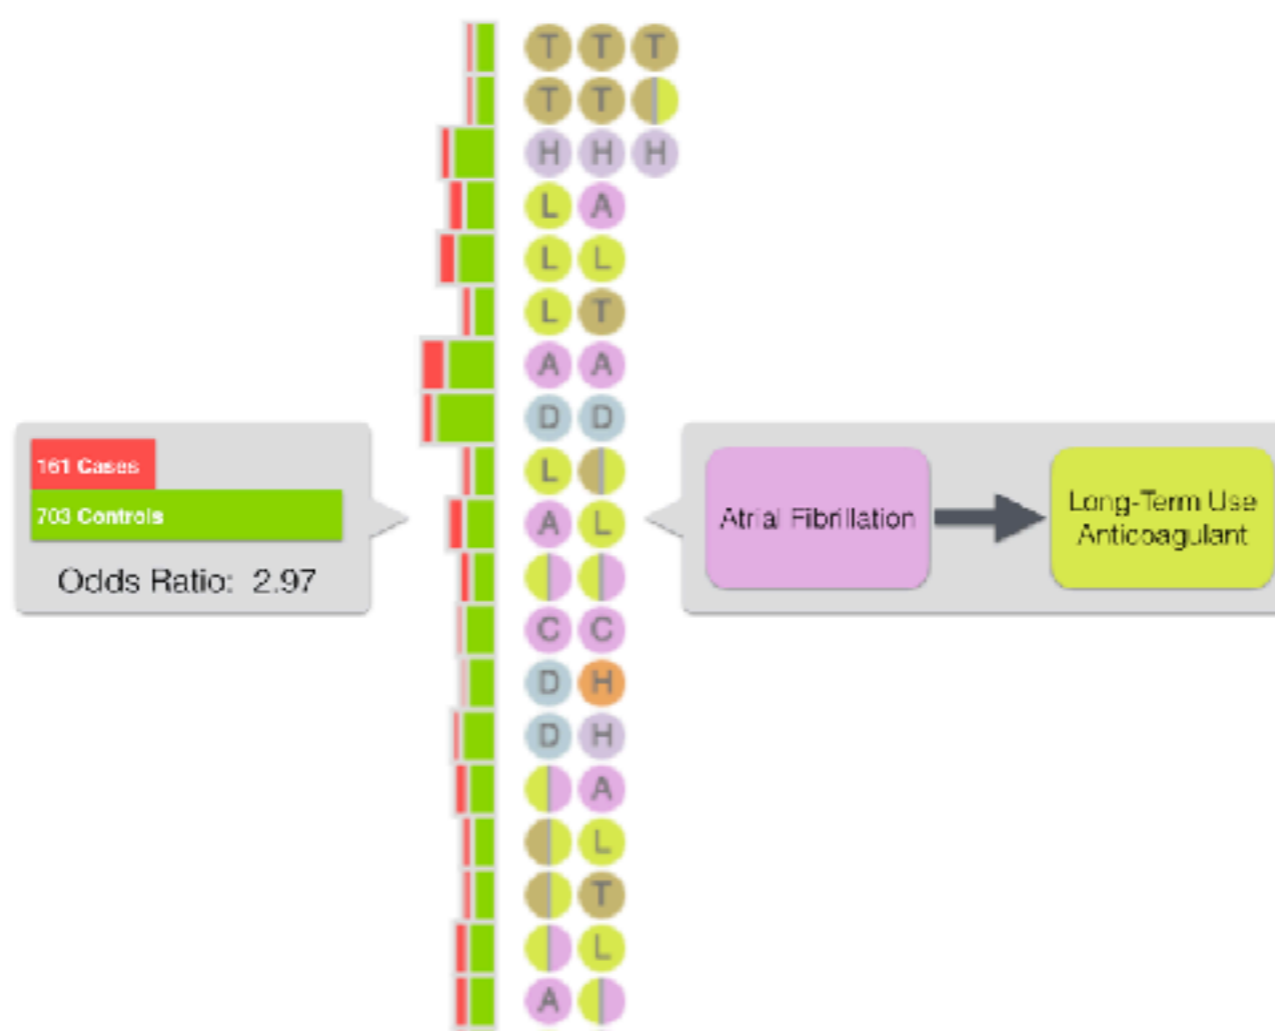 T T T
T T
H H H
L A
L L
L T
A A
D D
L
A L
C C
D H
D H
A
L
T
L
A
161 Cases
703 Controls
Odds Ratio: 2.97
Atrial Fibrillation
Long-Term Use
Anticoagulant